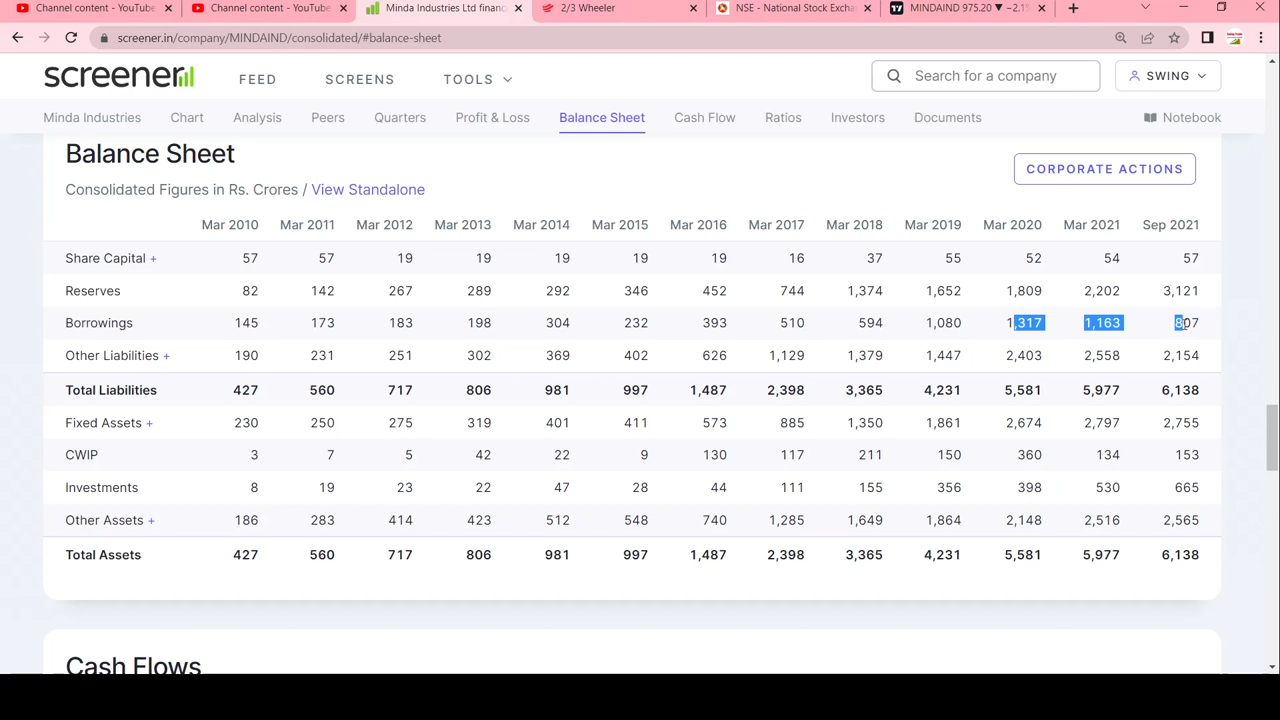 Channel content - YouTube
Channel content - YouTube
Minda Industries Ltd financ
2/3 Wheeler
NSE - National Stock Excha
MINDAIND 975.20 ▼ −2.1
screener.in/company/MINDAIND/consolidated/#balance-sheet
screener
FEED SCREENS TOOLS
Search for a company
SWING
Minda Industries Chart Analysis Peers Quarters Profit & Loss Balance Sheet Cash Flow Ratios Investors Documents Notebook
Balance Sheet
CORPORATE ACTIONS
Consolidated Figures in Rs. Crores / View Standalone
Mar 2010 Mar 2011 Mar 2012 Mar 2013 Mar 2014 Mar 2015 Mar 2016 Mar 2017 Mar 2018 Mar 2019 Mar 2020 Mar 2021 Sep 2021
Share Capital + 57 57 19 19 19 19 19 16 37 55 52 54 57
Reserves 82 142 267 289 292 346 452 744 1,374 1,652 1,809 2,202 3,121
Borrowings 145 173 183 198 304 232 393 510 594 1,080 1,317 1,163 807
Other Liabilities + 190 231 251 302 369 402 626 1,129 1,379 1,447 2,403 2,558 2,154
Total Liabilities 427 560 717 806 981 997 1,487 2,398 3,365 4,231 5,581 5,977 6,138
Fixed Assets + 230 250 275 319 401 411 573 885 1,350 1,861 2,674 2,797 2,755
CWIP 3 7 5 42 22 9 130 117 211 150 360 134 153
Investments 8 19 23 22 47 28 44 111 155 356 398 530 665
Other Assets + 186 283 414 423 512 548 740 1,285 1,649 1,864 2,148 2,516 2,565
Total Assets 427 560 717 806 981 997 1,487 2,398 3,365 4,231 5,581 5,977 6,138
Cash Flows